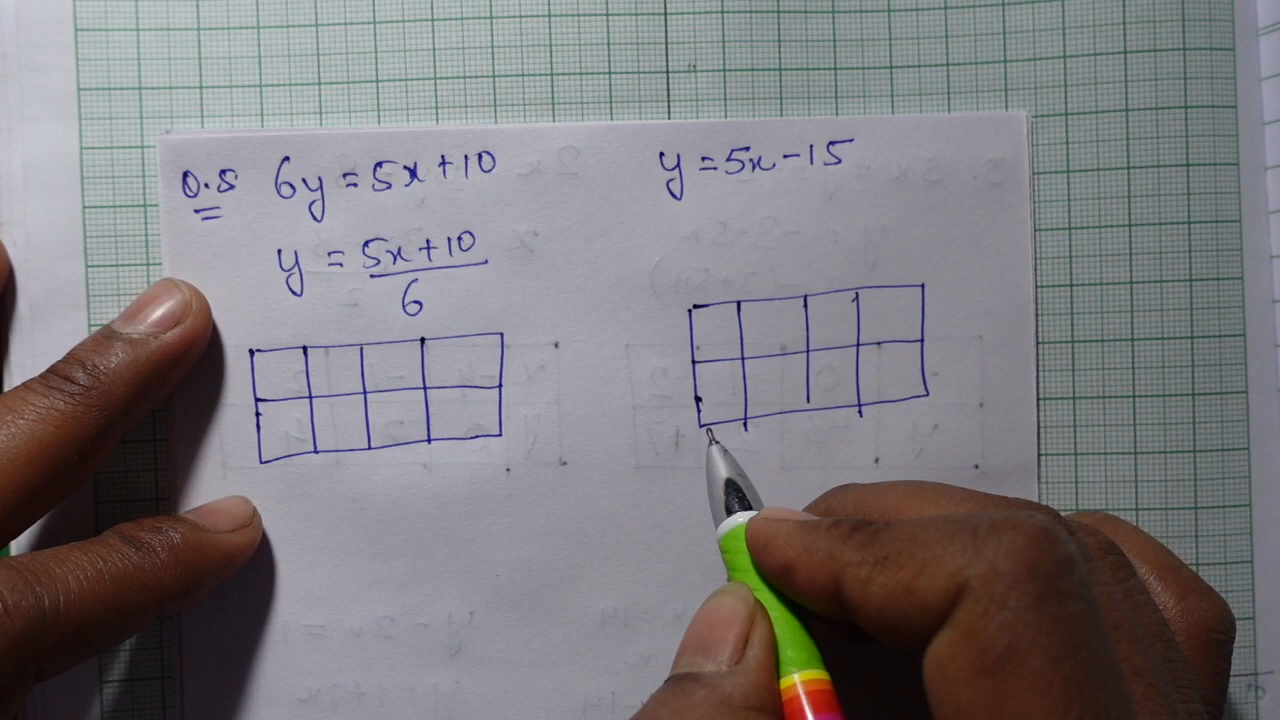 Q.5 6y = 5x + 10
y = 5x + 10 / 6
y = 5x - 15